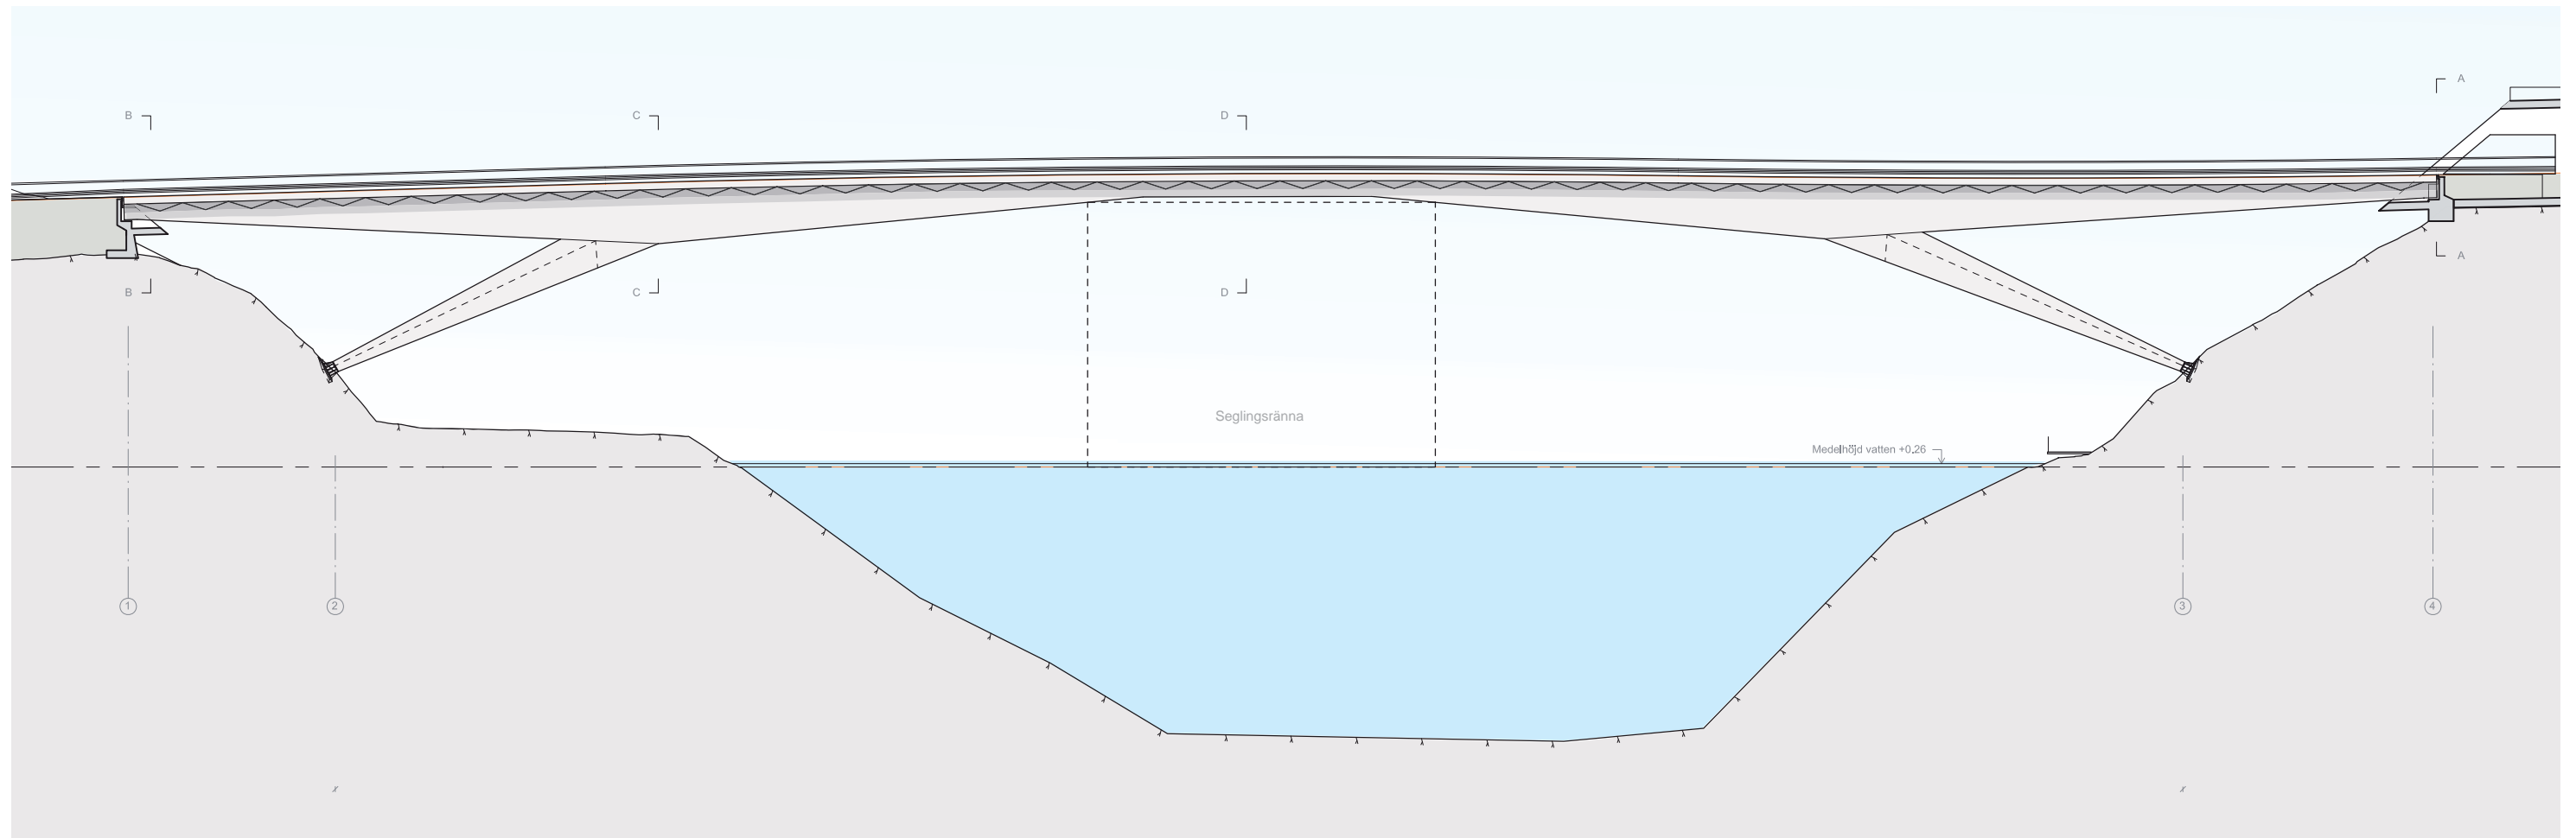 A
B
C
D
A
B
C
D
Seglingsränna
Medelhöjd vatten +0,26
1
2
3
4
x
x